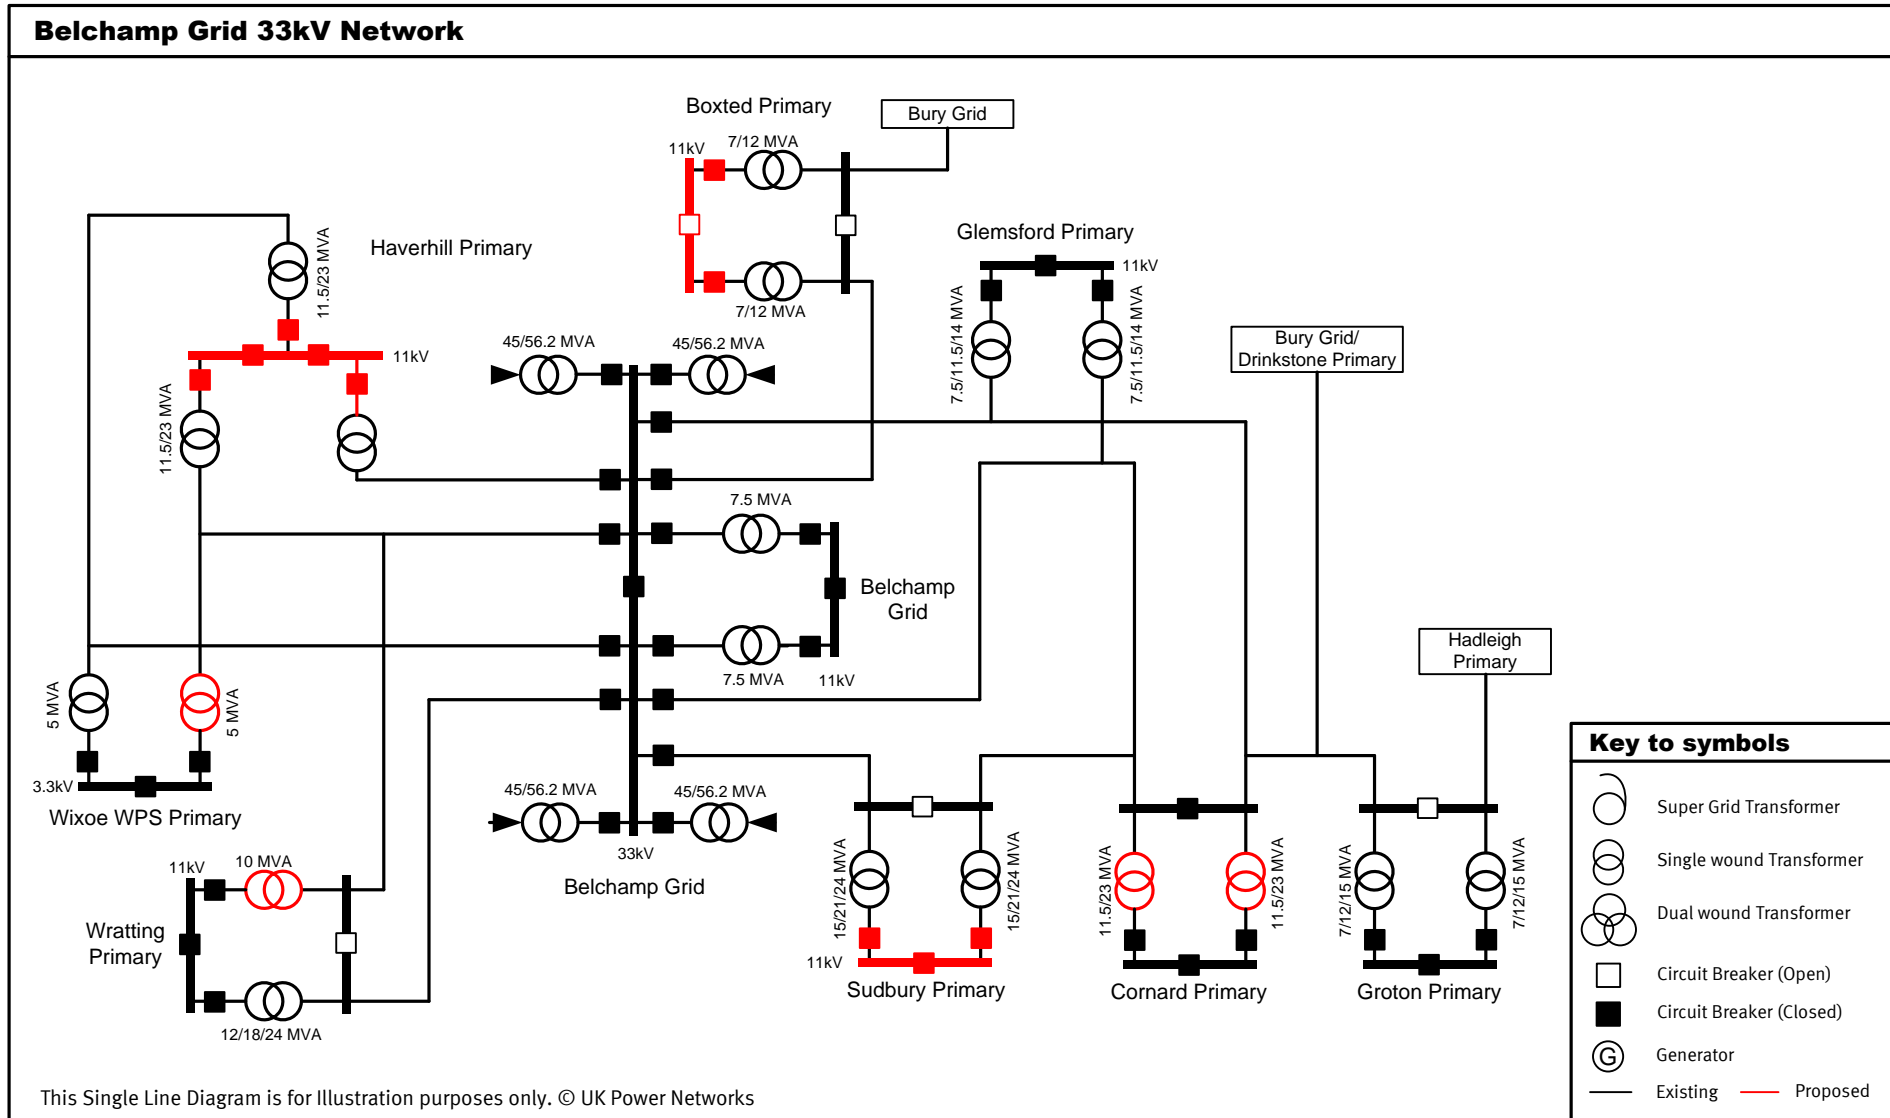 Belchamp Grid 33kV Network
Boxted Primary
Bury Grid
7/12 MVA
11kV
7/12 MVA
Haverhill Primary
11.5/23 MVA
11kV
11.5/23 MVA
Glemsford Primary
11kV
7.5/11.5/14 MVA
7.5/11.5/14 MVA
Bury Grid/
Drinkstone Primary
45/56.2 MVA
45/56.2 MVA
7.5 MVA
Belchamp
Grid
7.5 MVA
11kV
Hadleigh
Primary
5 MVA
5 MVA
3.3kV
Wixoe WPS Primary
45/56.2 MVA
45/56.2 MVA
33kV
Belchamp Grid
11kV
10 MVA
Wratting
Primary
12/18/24 MVA
15/21/24 MVA
15/21/24 MVA
11kV
Sudbury Primary
11.5/23 MVA
11.5/23 MVA
Cornard Primary
7/12/15 MVA
7/12/15 MVA
Groton Primary
Key to symbols
Super Grid Transformer
Single wound Transformer
Dual wound Transformer
Circuit Breaker (Open)
Circuit Breaker (Closed)
G
Generator
Existing
Proposed
This Single Line Diagram is for Illustration purposes only. © UK Power Networks